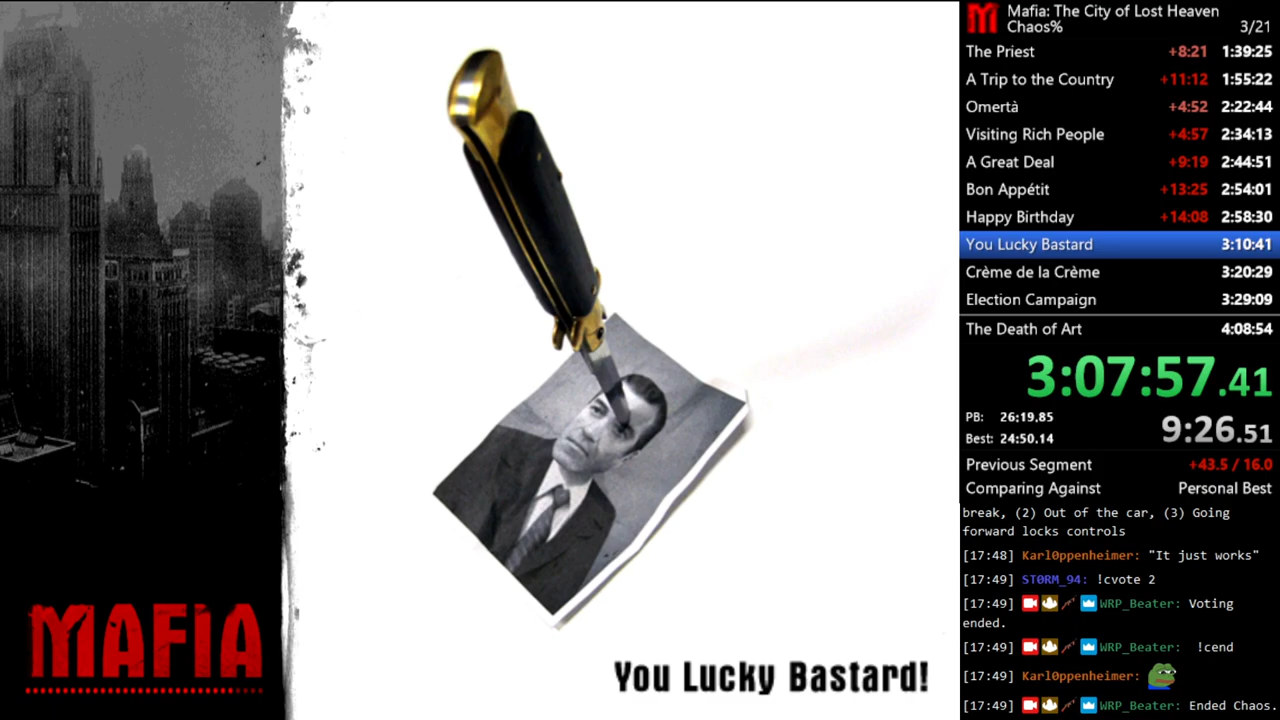 MAFIA
You Lucky Bastard!
Mafia: The City of Lost Heaven
Chaos% 3/21
The Priest +8:21 1:39:25
A Trip to the Country +11:12 1:55:22
Omertà +4:52 2:22:44
Visiting Rich People +4:57 2:34:13
A Great Deal +9:19 2:44:51
Bon Appétit +13:25 2:54:01
Happy Birthday +14:08 2:58:30
You Lucky Bastard 3:10:41
Crème de la Crème 3:20:29
Election Campaign 3:29:09
The Death of Art 4:08:54
3:07:57.41
PB: 26:19.85
Best: 24:50.14
9:26.51
Previous Segment +43.5 / 16.0
Comparing Against Personal Best
break, (2) Out of the car, (3) Going
forward locks controls
[17:48] Karl0ppenheimer: "It just works"
[17:49] ST0RM_94: !cvote 2
[17:49] WRP_Beater: Voting
ended.
[17:49] WRP_Beater: !cend
[17:49] Karl0ppenheimer:
[17:49] WRP_Beater: Ended Chaos.